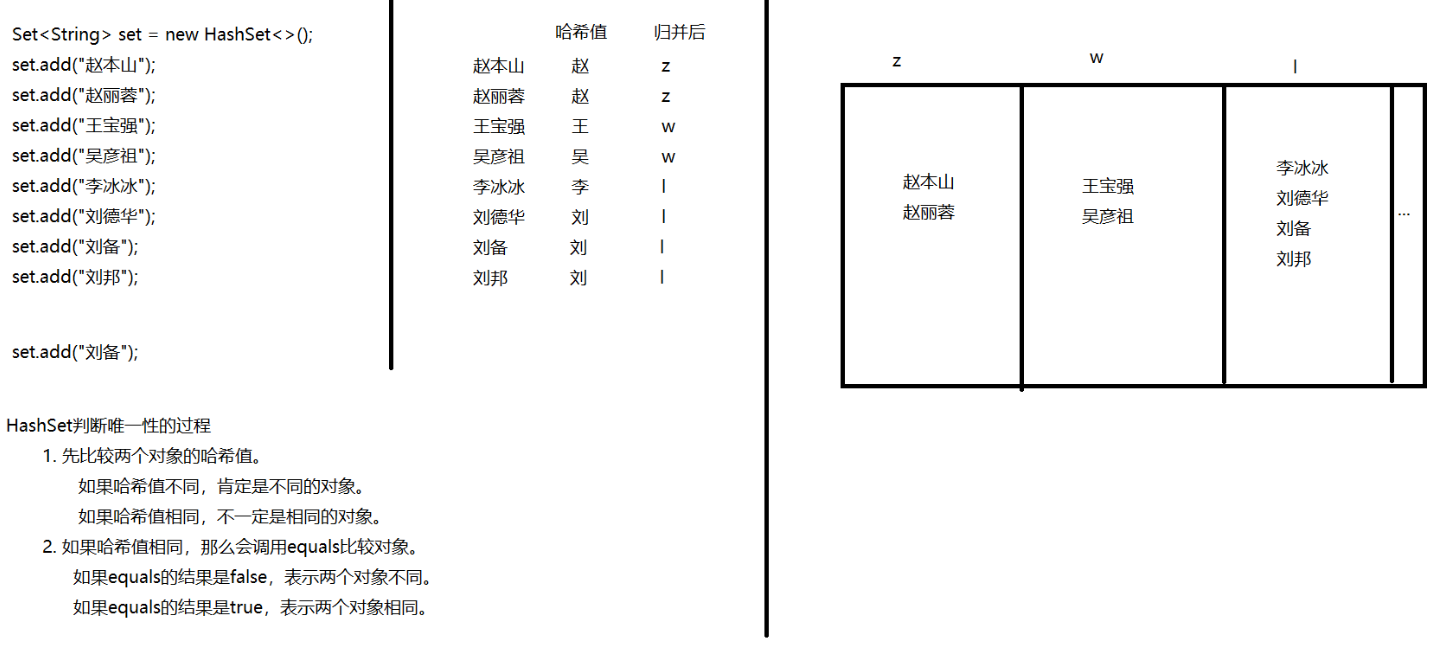 Set<String> set = new HashSet<>();
set.add("赵本山");
set.add("赵丽蓉");
set.add("王宝强");
set.add("吴彦祖");
set.add("李冰冰");
set.add("刘德华");
set.add("刘备");
set.add("刘邦");
set.add("刘备");
HashSet判断唯一性的过程
1. 先比较两个对象的哈希值。
如果哈希值不同，肯定是不同的对象。
如果哈希值相同，不一定是相同的对象。
2. 如果哈希值相同，那么会调用equals比较对象。
如果equals的结果是false，表示两个对象不同。
如果equals的结果是true，表示两个对象相同。
哈希值 归并后
赵本山 赵 z
赵丽蓉 赵 z
王宝强 王 w
吴彦祖 吴 w
李冰冰 李 l
刘德华 刘 l
刘备 刘 l
刘邦 刘 l
z w l
赵本山
赵丽蓉
王宝强
吴彦祖
李冰冰
刘德华
刘备
刘邦
...